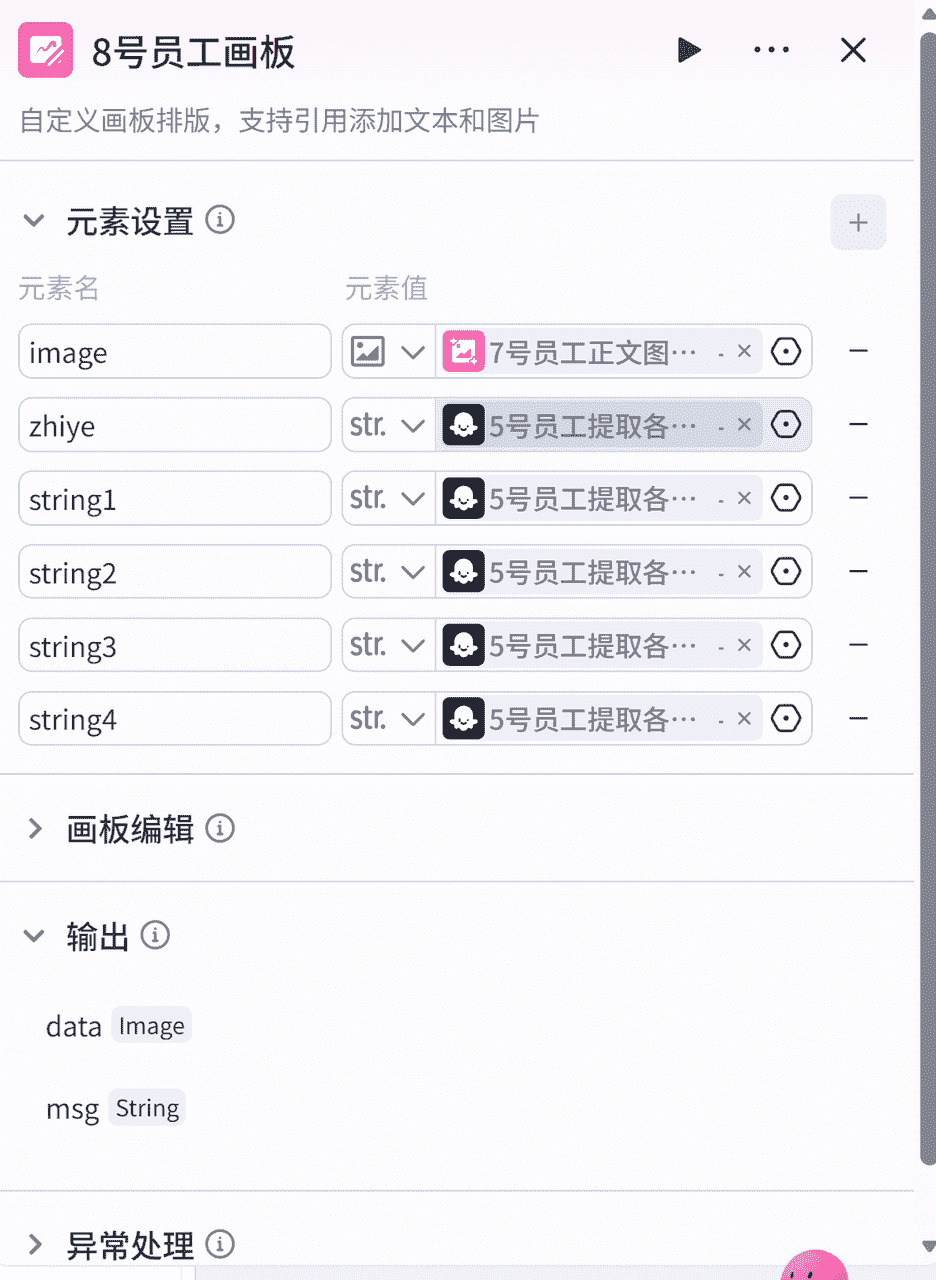 8号员工画板
自定义画板排版，支持引用添加文本和图片
元素设置
元素名 元素值
image 7号员工正文图… -
zhiye str. 5号员工提取各… -
string1 str. 5号员工提取各… -
string2 str. 5号员工提取各… -
string3 str. 5号员工提取各… -
string4 str. 5号员工提取各… -
画板编辑
输出
data Image
msg String
异常处理